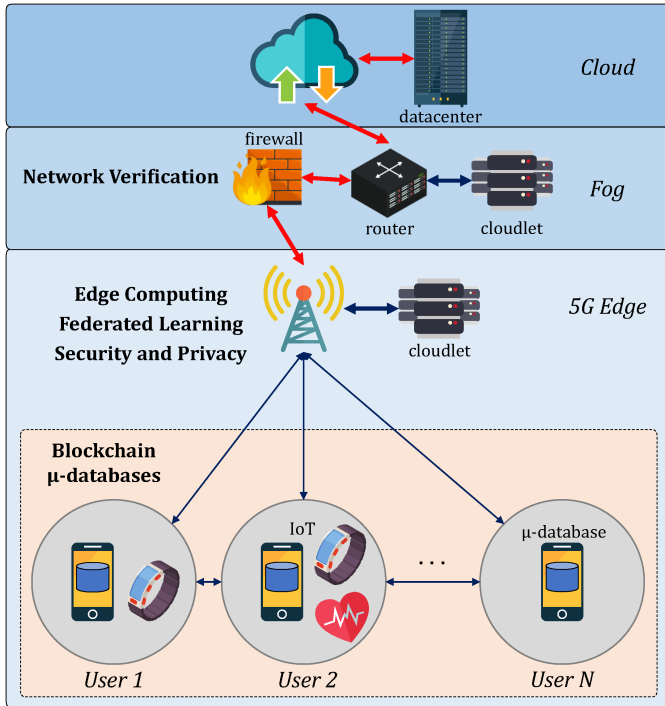 Cloud
datacenter
firewall
Network Verification
Fog
router
cloudlet
Edge Computing
Federated Learning
Security and Privacy
5G Edge
cloudlet
Blockchain
μ-databases
IoT
μ-database
...
User 1
User 2
User N